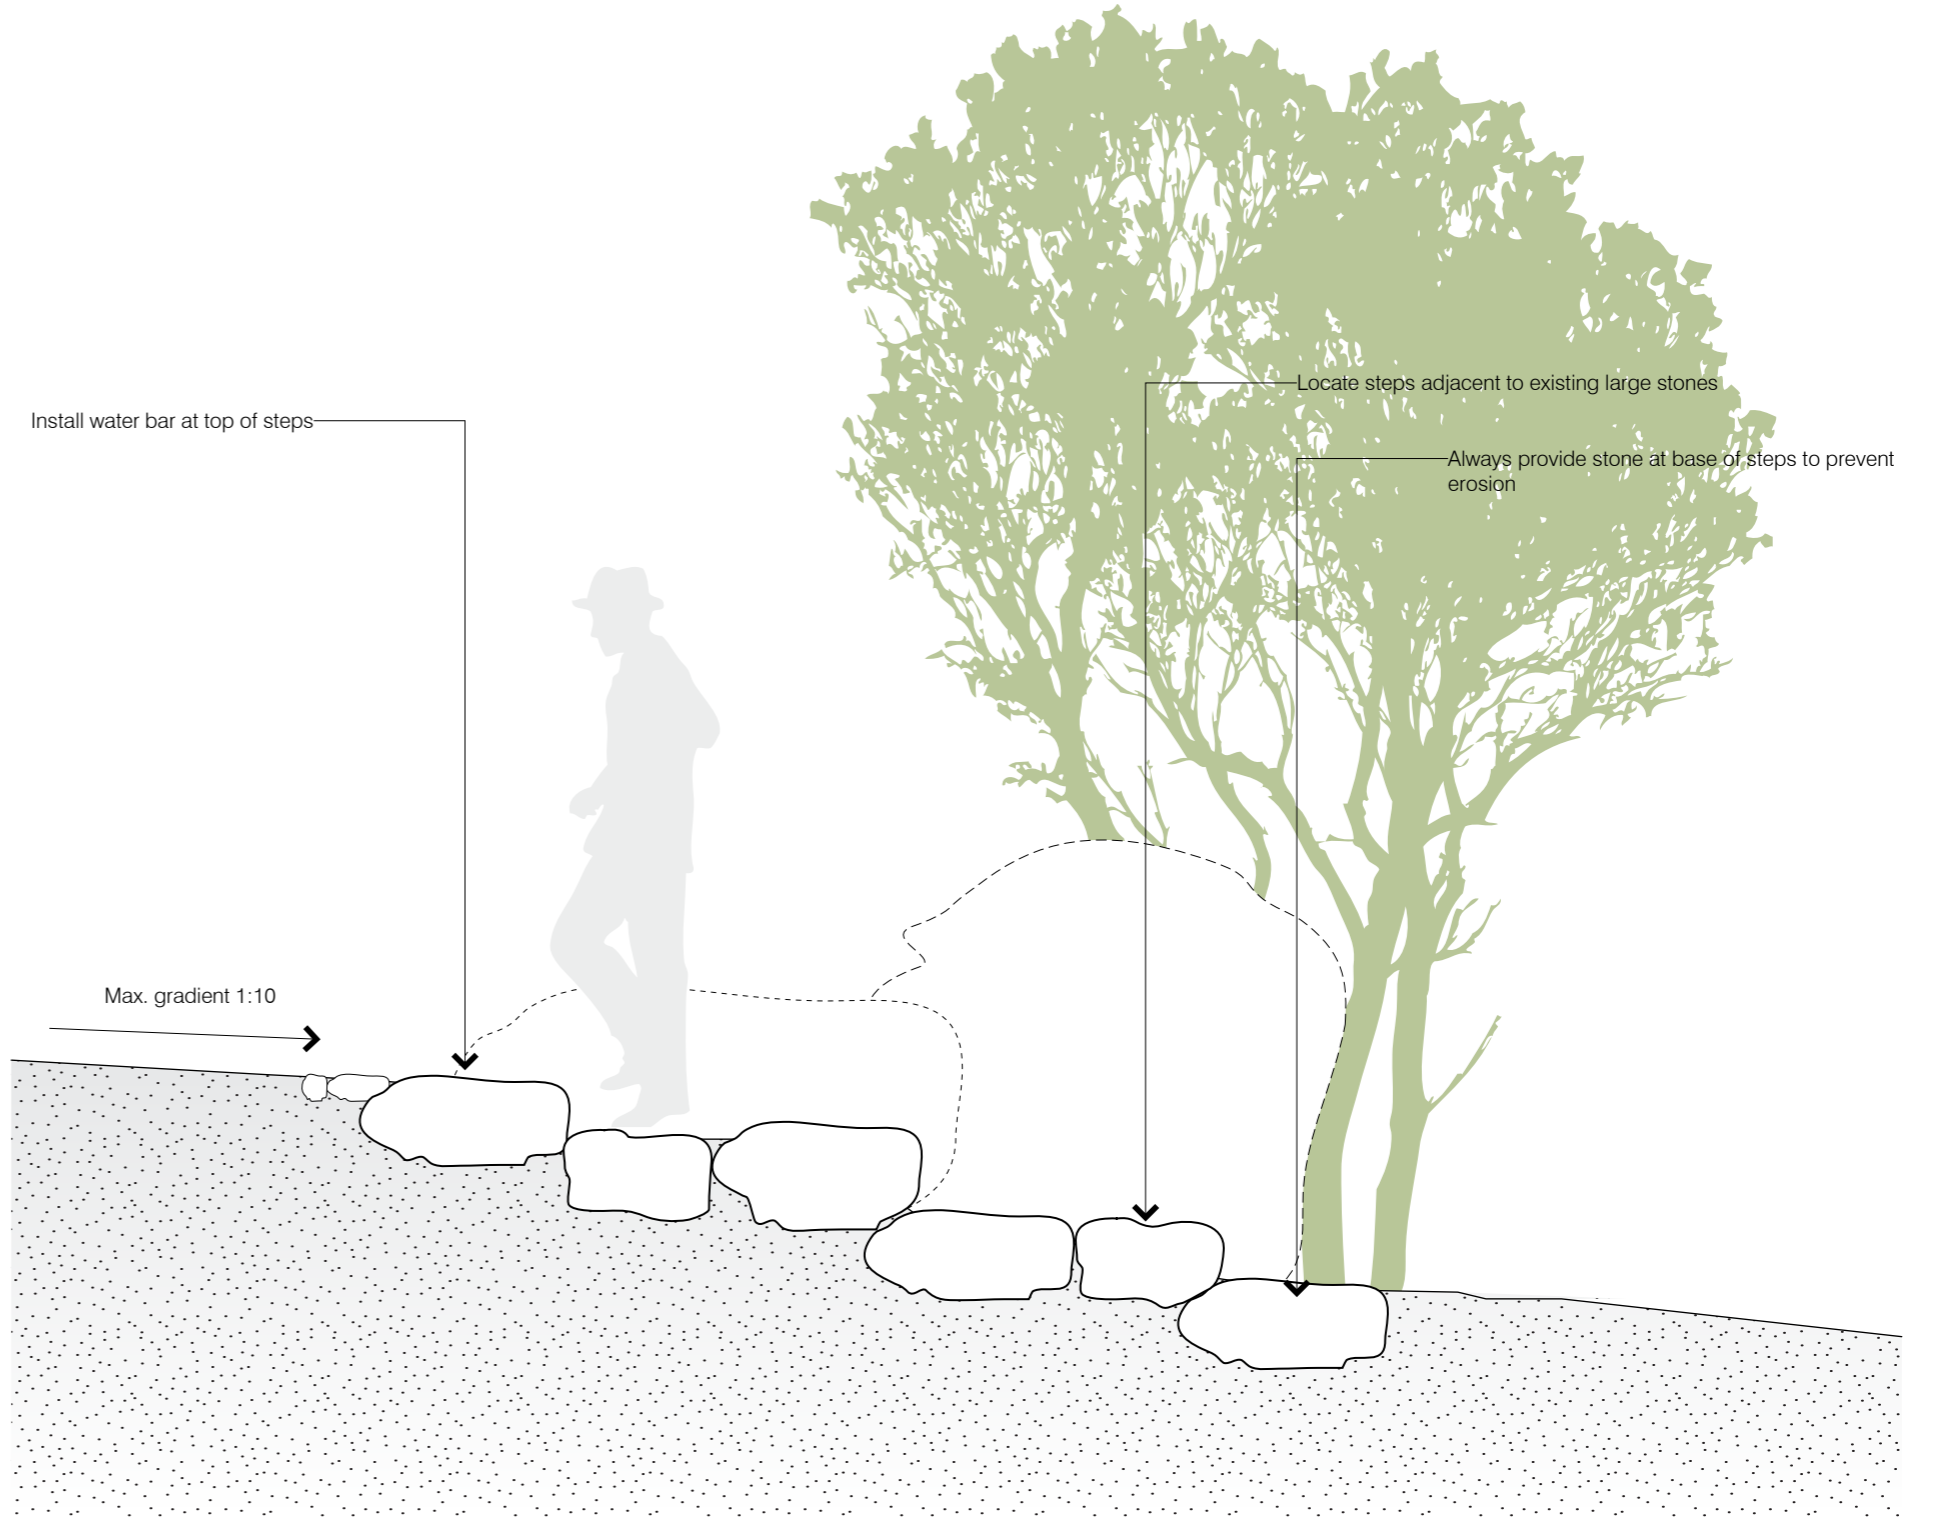 Locate steps adjacent to existing large stones
Install water bar at top of steps
Always provide stone at base of steps to prevent
erosion
Max. gradient 1:10